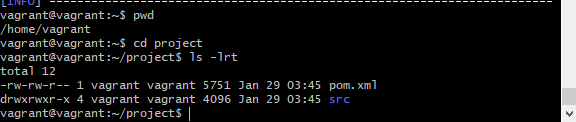 [INFO] ------------------------------------------------------------------------
vagrant@vagrant:~$ pwd
/home/vagrant
vagrant@vagrant:~$ cd project
vagrant@vagrant:~/project$ ls -lrt
total 12
-rw-rw-r-- 1 vagrant vagrant 5751 Jan 29 03:45 pom.xml
drwxrwxr-x 4 vagrant vagrant 4096 Jan 29 03:45 src
vagrant@vagrant:~/project$